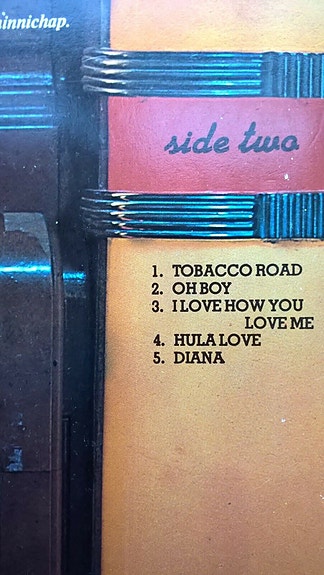 innichap.
side two
1. TOBACCO ROAD
2. OH BOY
3. I LOVE HOW YOU
LOVE ME
4. HULA LOVE
5. DIANA